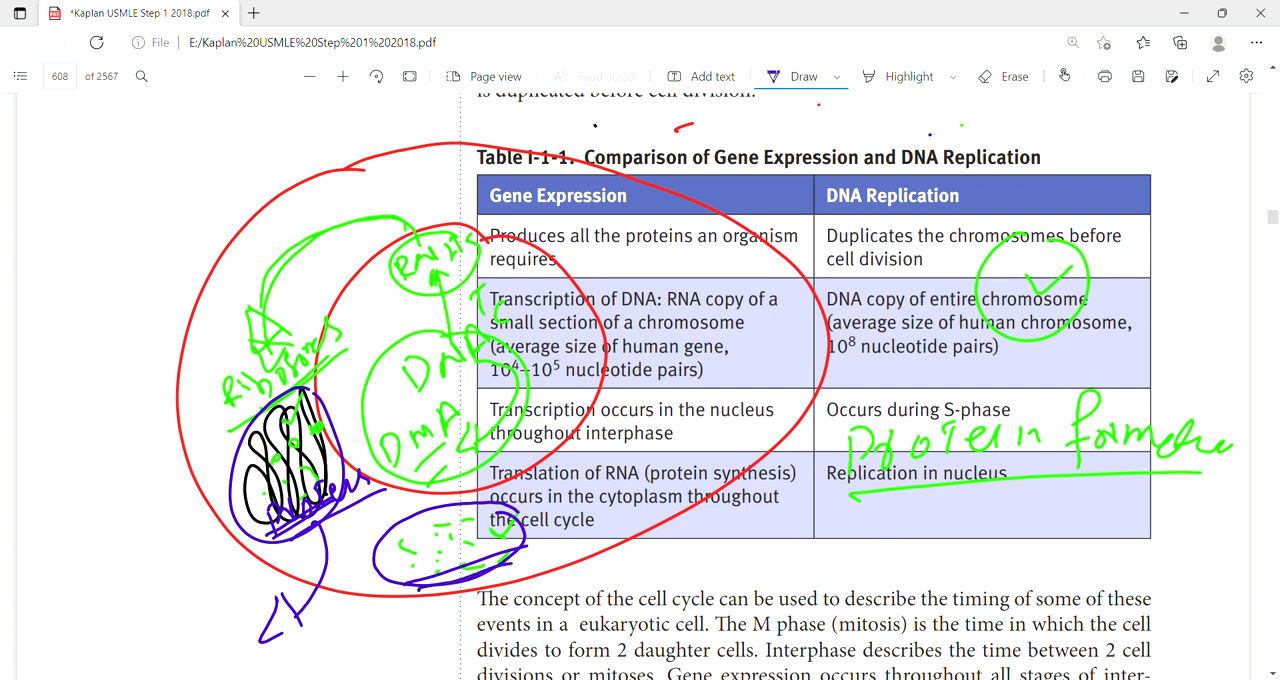 *Kaplan USMLE Step 1 2018.pdf
File E:/Kaplan%20USMLE%20Step%201%202018.pdf
608 of 2567 Page view Read aloud Add text Draw Highlight Erase
is duplicated before cell division.
Table I-1-1. Comparison of Gene Expression and DNA Replication
Gene Expression DNA Replication
Produces all the proteins an organism
requires
Duplicates the chromosomes before
cell division
Transcription of DNA: RNA copy of a
small section of a chromosome
(average size of human gene,
10⁴–10⁵ nucleotide pairs)
DNA copy of entire chromosome
(average size of human chromosome,
10⁸ nucleotide pairs)
Transcription occurs in the nucleus
throughout interphase
Occurs during S-phase
Translation of RNA (protein synthesis)
occurs in the cytoplasm throughout
the cell cycle
Replication in nucleus
Tc
Ribosomes
DNA
DNA
Protein
The concept of the cell cycle can be used to describe the timing of some of these
events in a eukaryotic cell. The M phase (mitosis) is the time in which the cell
divides to form 2 daughter cells. Interphase describes the time between 2 cell
divisions or mitoses. Gene expression occurs throughout all stages of inter-